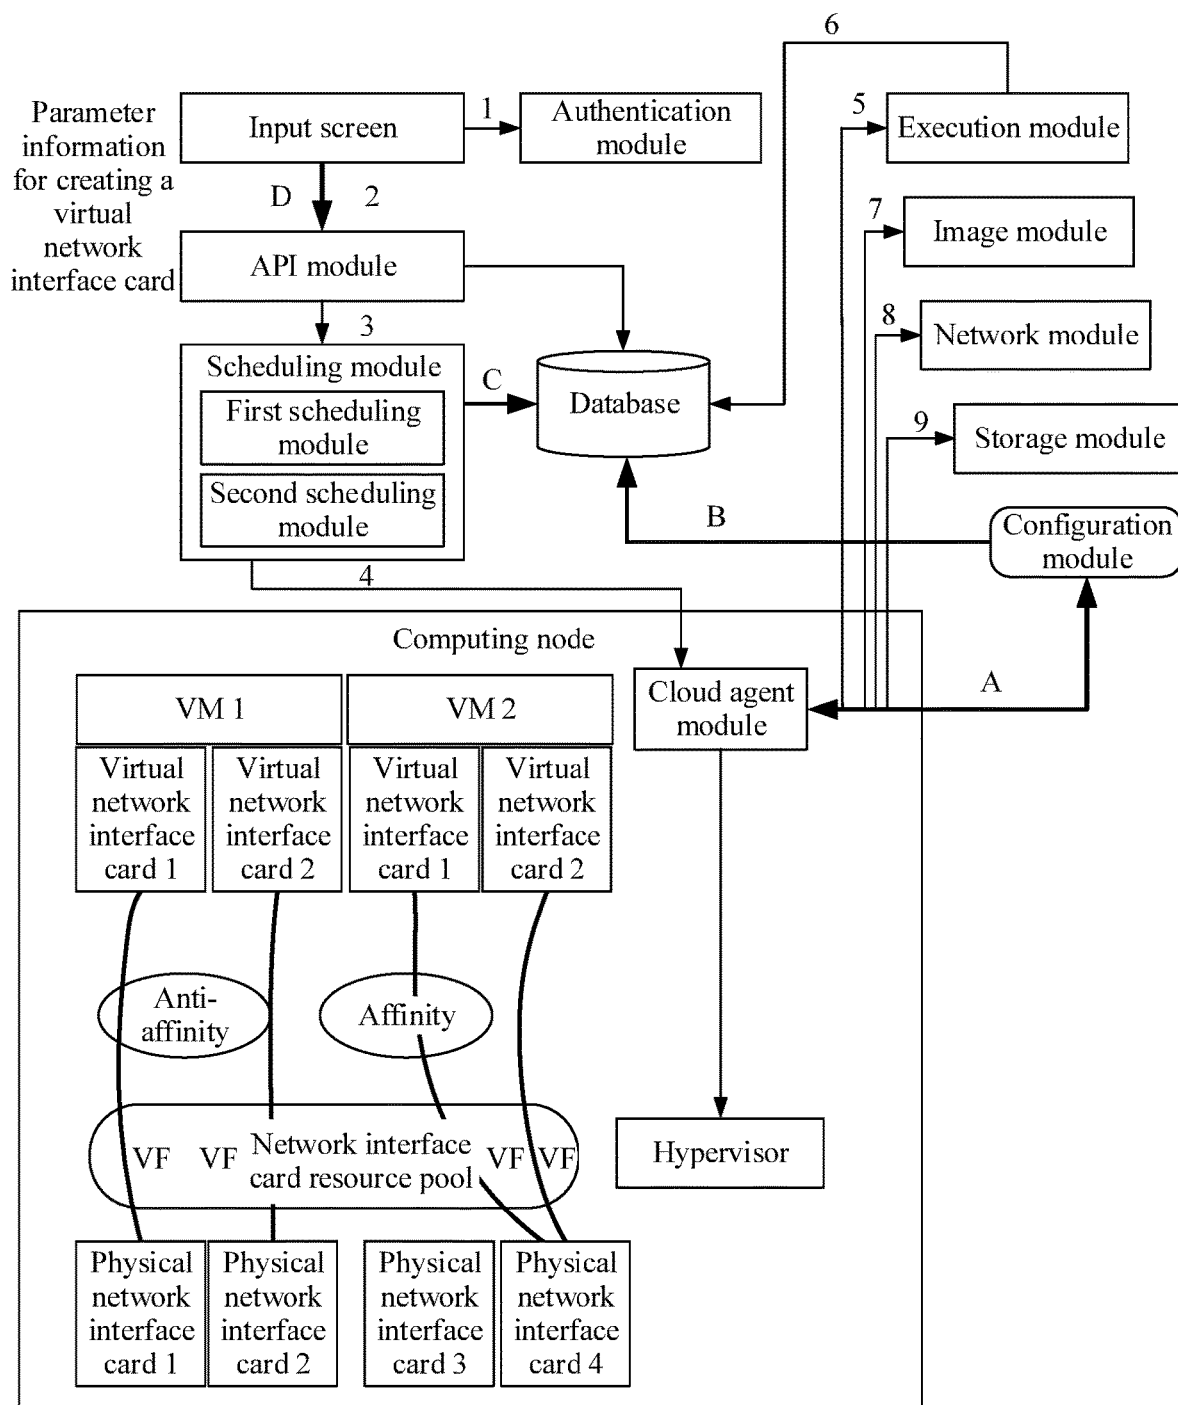 6
Parameter
information
for creating a
virtual
network
interface card
Input screen
1
Authentication
module
5
Execution module
D
2
7
Image module
API module
3
8
Network module
Scheduling module
First scheduling
module
Second scheduling
module
C
Database
9
Storage module
B
Configuration
module
4
Computing node
A
VM 1
VM 2
Cloud agent
module
Virtual
network
interface
card 1
Virtual
network
interface
card 2
Virtual
network
interface
card 1
Virtual
network
interface
card 2
Anti-
affinity
Affinity
VF
VF
Network interface
card resource pool
VF
VF
Hypervisor
Physical
network
interface
card 1
Physical
network
interface
card 2
Physical
network
interface
card 3
Physical
network
interface
card 4